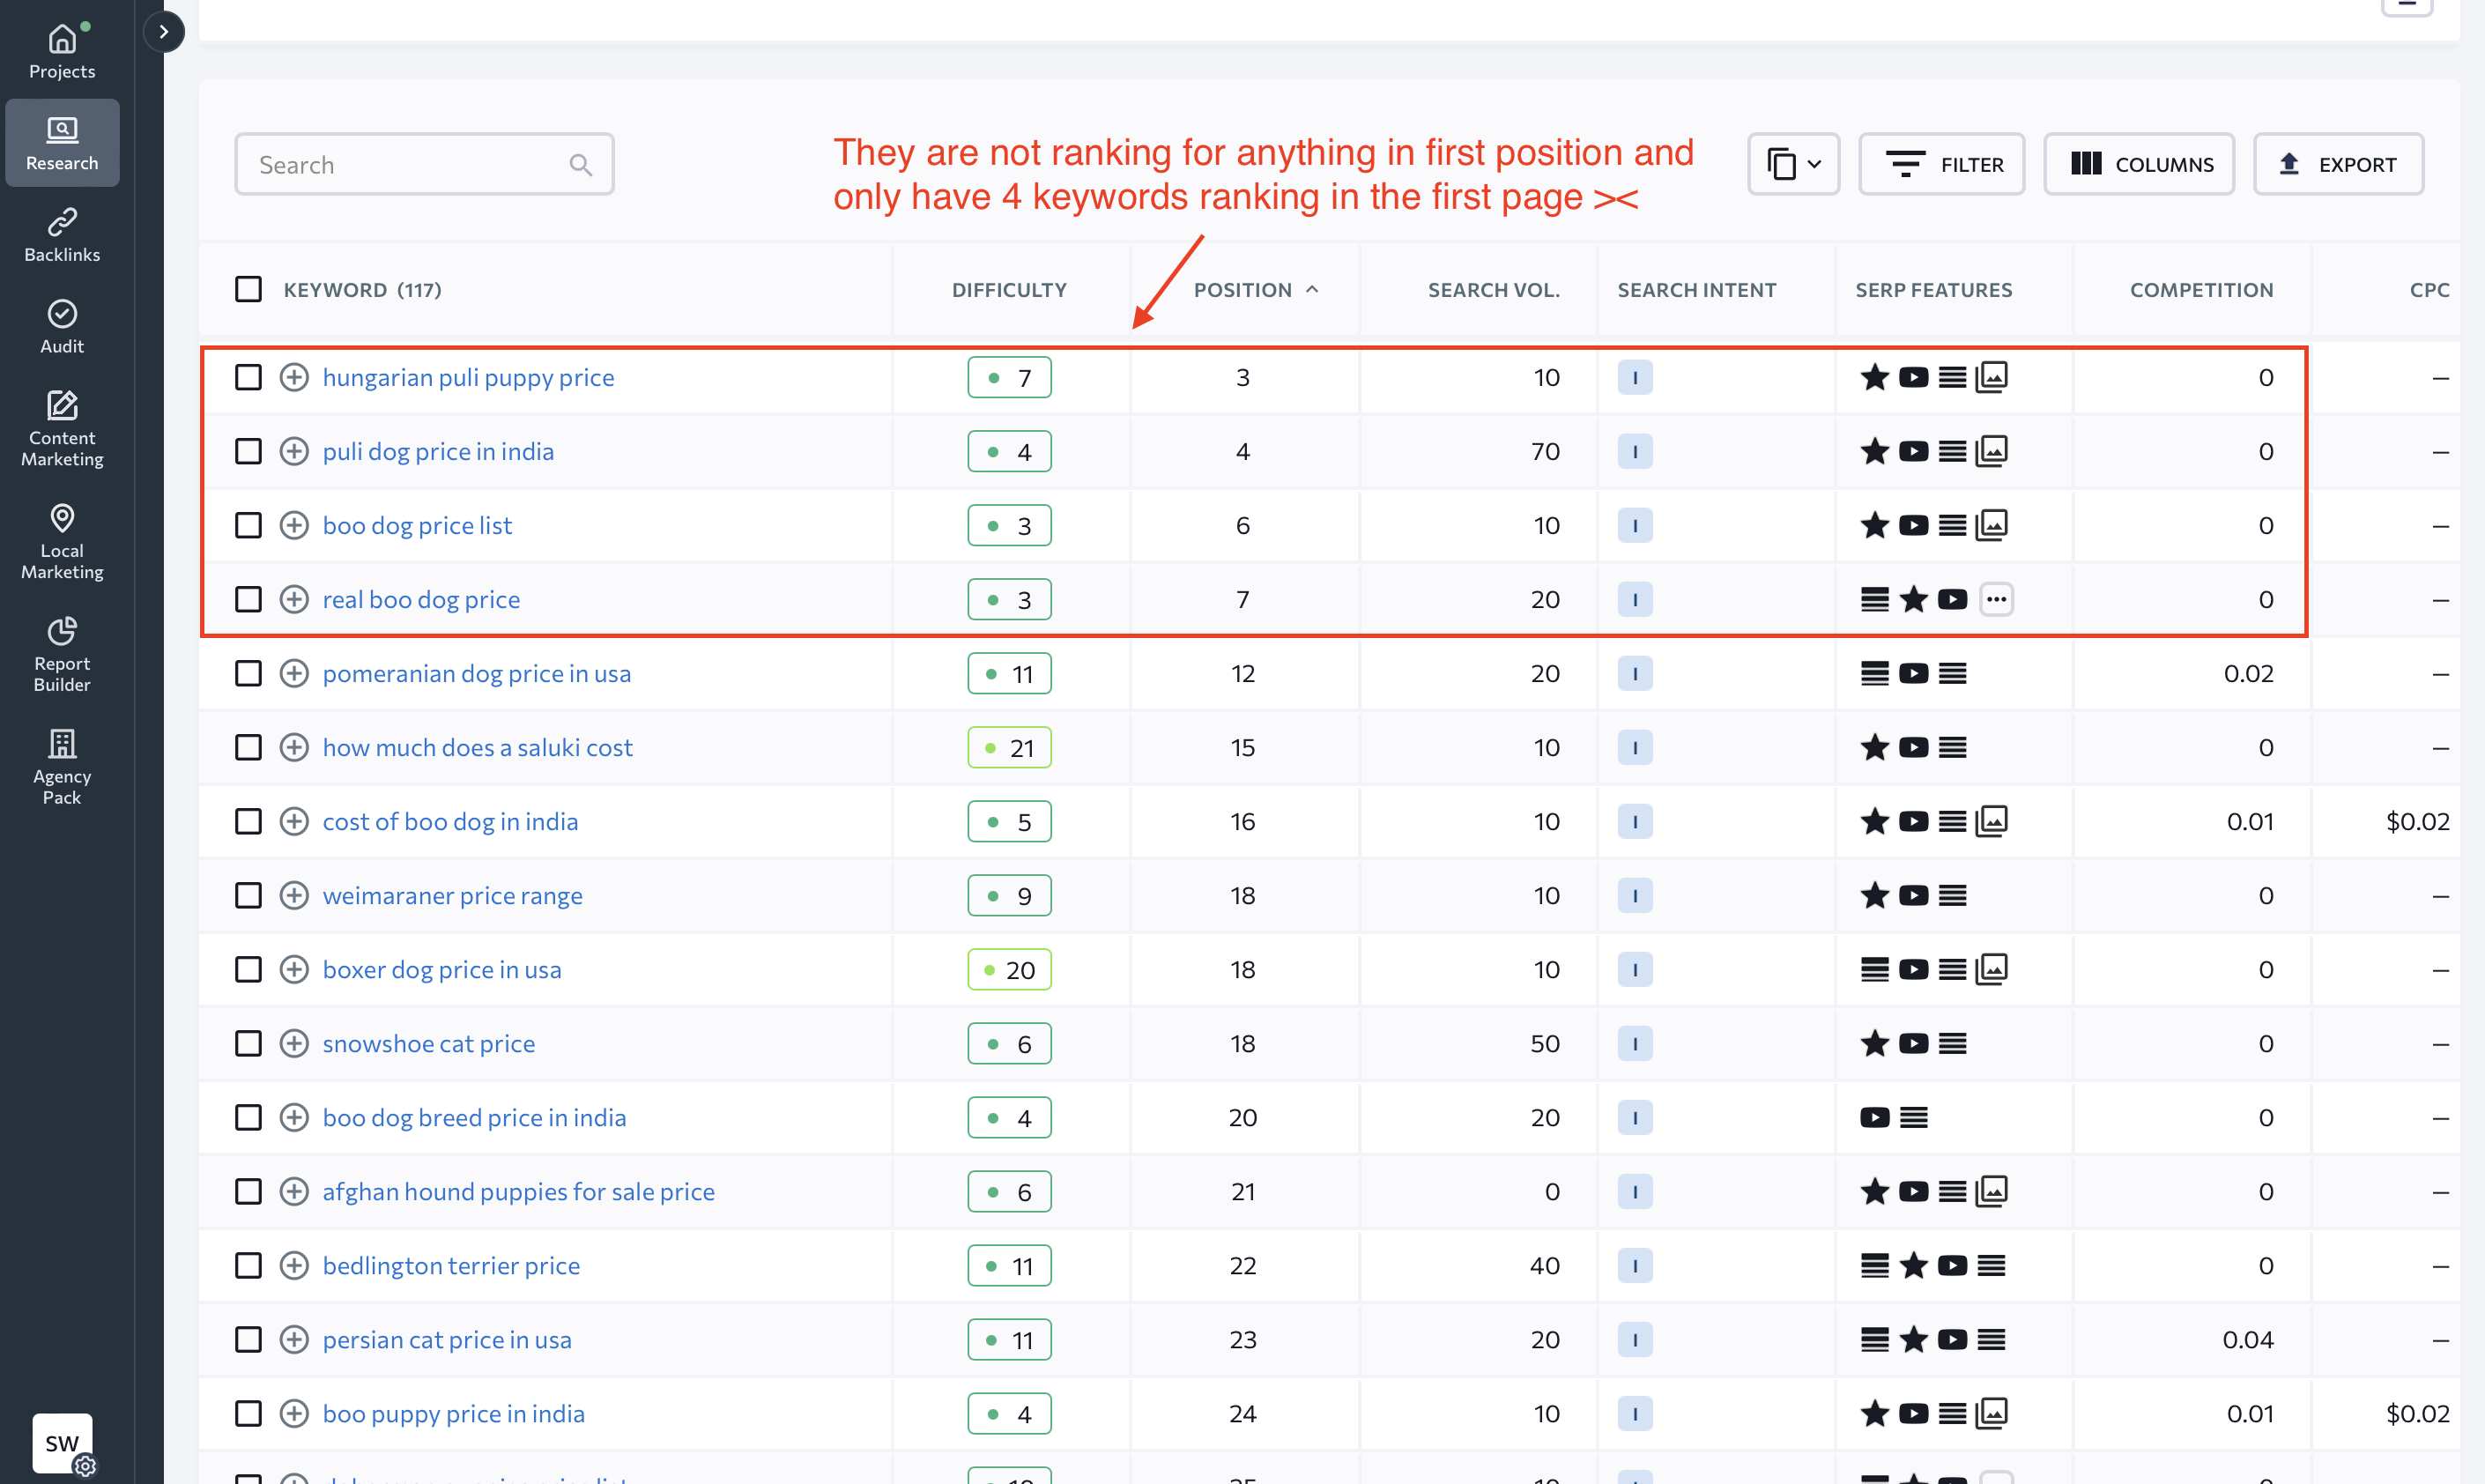 Projects
Research
Backlinks
Audit
Content
Marketing
Local
Marketing
Report
Builder
Agency
Pack
SW
Search
They are not ranking for anything in first position and
only have 4 keywords ranking in the first page ><
FILTER
COLUMNS
EXPORT
KEYWORD (117) DIFFICULTY POSITION SEARCH VOL. SEARCH INTENT SERP FEATURES COMPETITION CPC
hungarian puli puppy price 7 3 10 I 0 –
puli dog price in india 4 4 70 I 0 –
boo dog price list 3 6 10 I 0 –
real boo dog price 3 7 20 I 0 –
pomeranian dog price in usa 11 12 20 I 0.02 –
how much does a saluki cost 21 15 10 I 0 –
cost of boo dog in india 5 16 10 I 0.01 $0.02
weimaraner price range 9 18 10 I 0 –
boxer dog price in usa 20 18 10 I 0 –
snowshoe cat price 6 18 50 I 0 –
boo dog breed price in india 4 20 20 I 0 –
afghan hound puppies for sale price 6 21 0 I 0 –
bedlington terrier price 11 22 40 I 0 –
persian cat price in usa 11 23 20 I 0.04 –
boo puppy price in india 4 24 10 I 0.01 $0.02